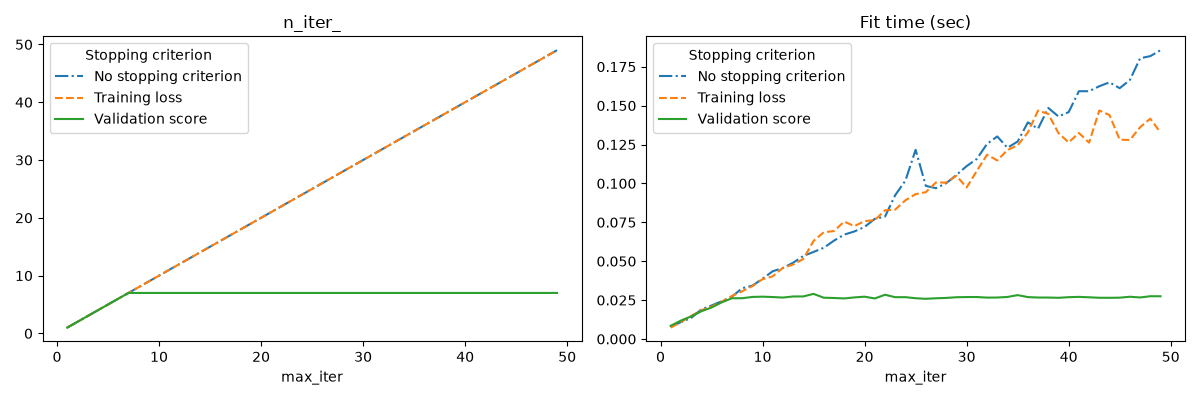 n_iter_
Stopping criterion
No stopping criterion
Training loss
Validation score
50
40
30
20
10
0
0 10 20 30 40 50
max_iter
Fit time (sec)
Stopping criterion
No stopping criterion
Training loss
Validation score
0.175
0.150
0.125
0.100
0.075
0.050
0.025
0.000
0 10 20 30 40 50
max_iter